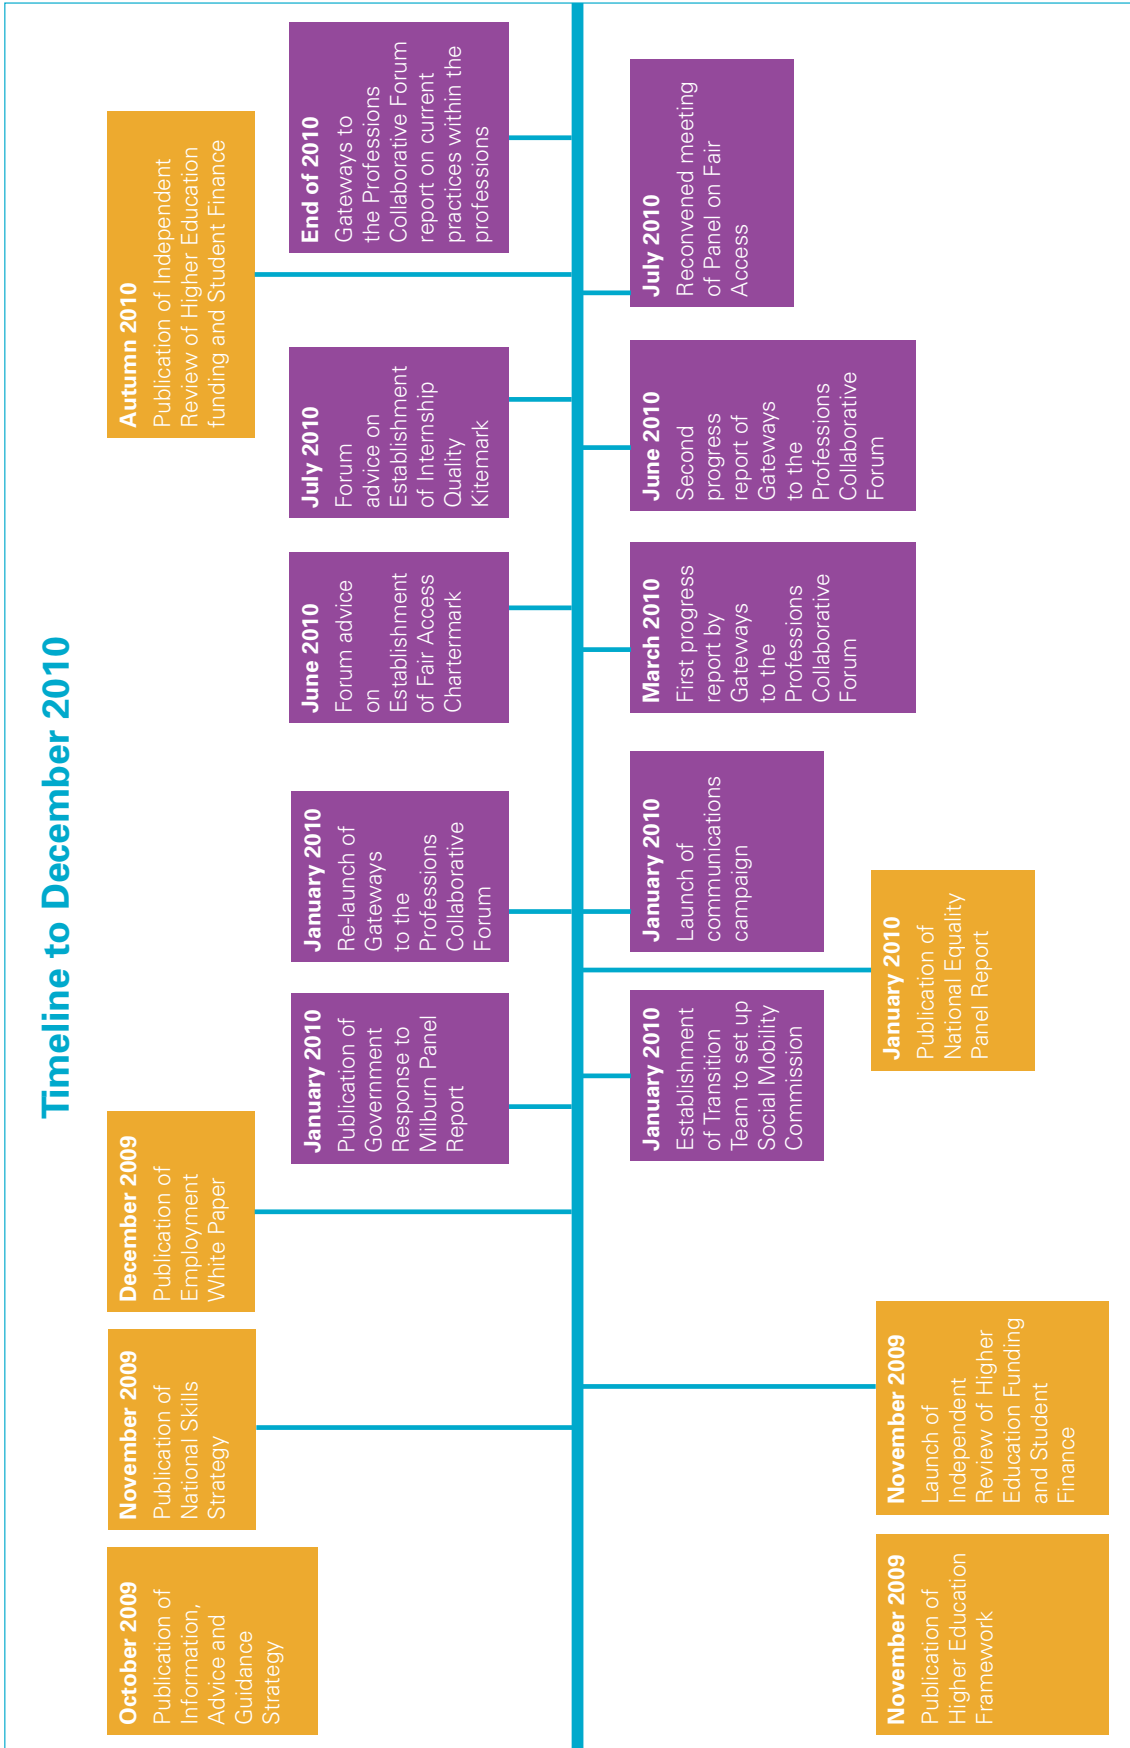 Timeline to December 2010
October 2009
Publication of
Information,
Advice and
Guidance
Strategy
November 2009
Publication of
National Skills
Strategy
December 2009
Publication of
Employment
White Paper
Autumn 2010
Publication of Independent
Review of Higher Education
funding and Student Finance
January 2010
Publication of
Government
Response to
Milburn Panel
Report
January 2010
Re-launch of
Gateways
to the
Professions
Collaborative
Forum
June 2010
Forum advice
on
Establishment
of Fair Access
Chartermark
July 2010
Forum
advice on
Establishment
of Internship
Quality
Kitemark
End of 2010
Gateways to
the Professions
Collaborative Forum
report on current
practices within the
professions
January 2010
Establishment
of Transition
Team to set up
Social Mobility
Commission
January 2010
Launch of
communications
campaign
March 2010
First progress
report by
Gateways
to the
Professions
Collaborative
Forum
June 2010
Second
progress
report of
Gateways
to the
Professions
Collaborative
Forum
July 2010
Reconvened meeting
of Panel on Fair
Access
November 2009
Publication of
Higher Education
Framework
November 2009
Launch of
Independent
Review of Higher
Education Funding
and Student
Finance
January 2010
Publication of
National Equality
Panel Report